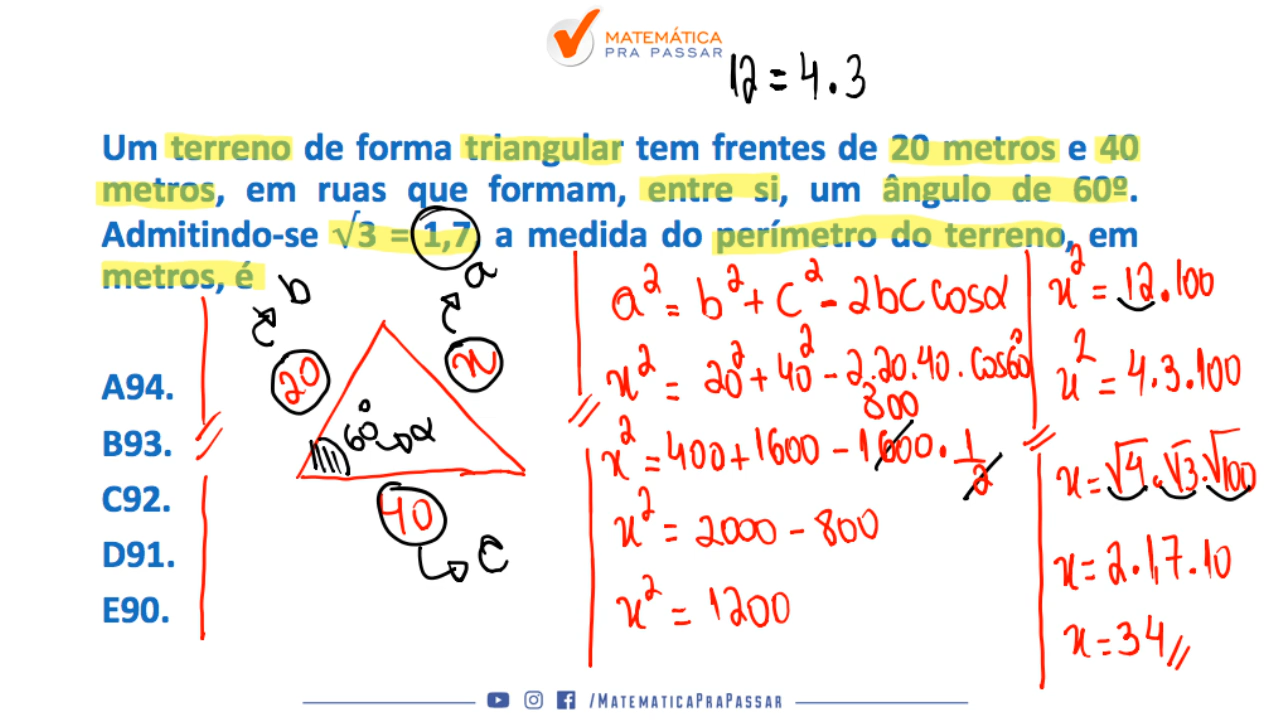 MATEMÁTICA
PRA PASSAR
12 = 4.3
Um terreno de forma triangular tem frentes de 20 metros e 40
metros, em ruas que formam, entre si, um ângulo de 60º.
Admitindo-se √3 = 1,7, a medida do perímetro do terreno, em
metros, é
A94.
B93.
C92.
D91.
E90.
b
a
20
x
60° α
40
c
a² = b² + c² - 2bc cosα
x² = 20² + 40² - 2.20.40.cos60°
800
x² = 400 + 1600 - 1600 . 1/2
x² = 2000 - 800
x² = 1200
x² = 12.100
x² = 4.3.100
x = √4.√3.√100
x = 2.1,7.10
x = 34//
/MatematicaPraPassar